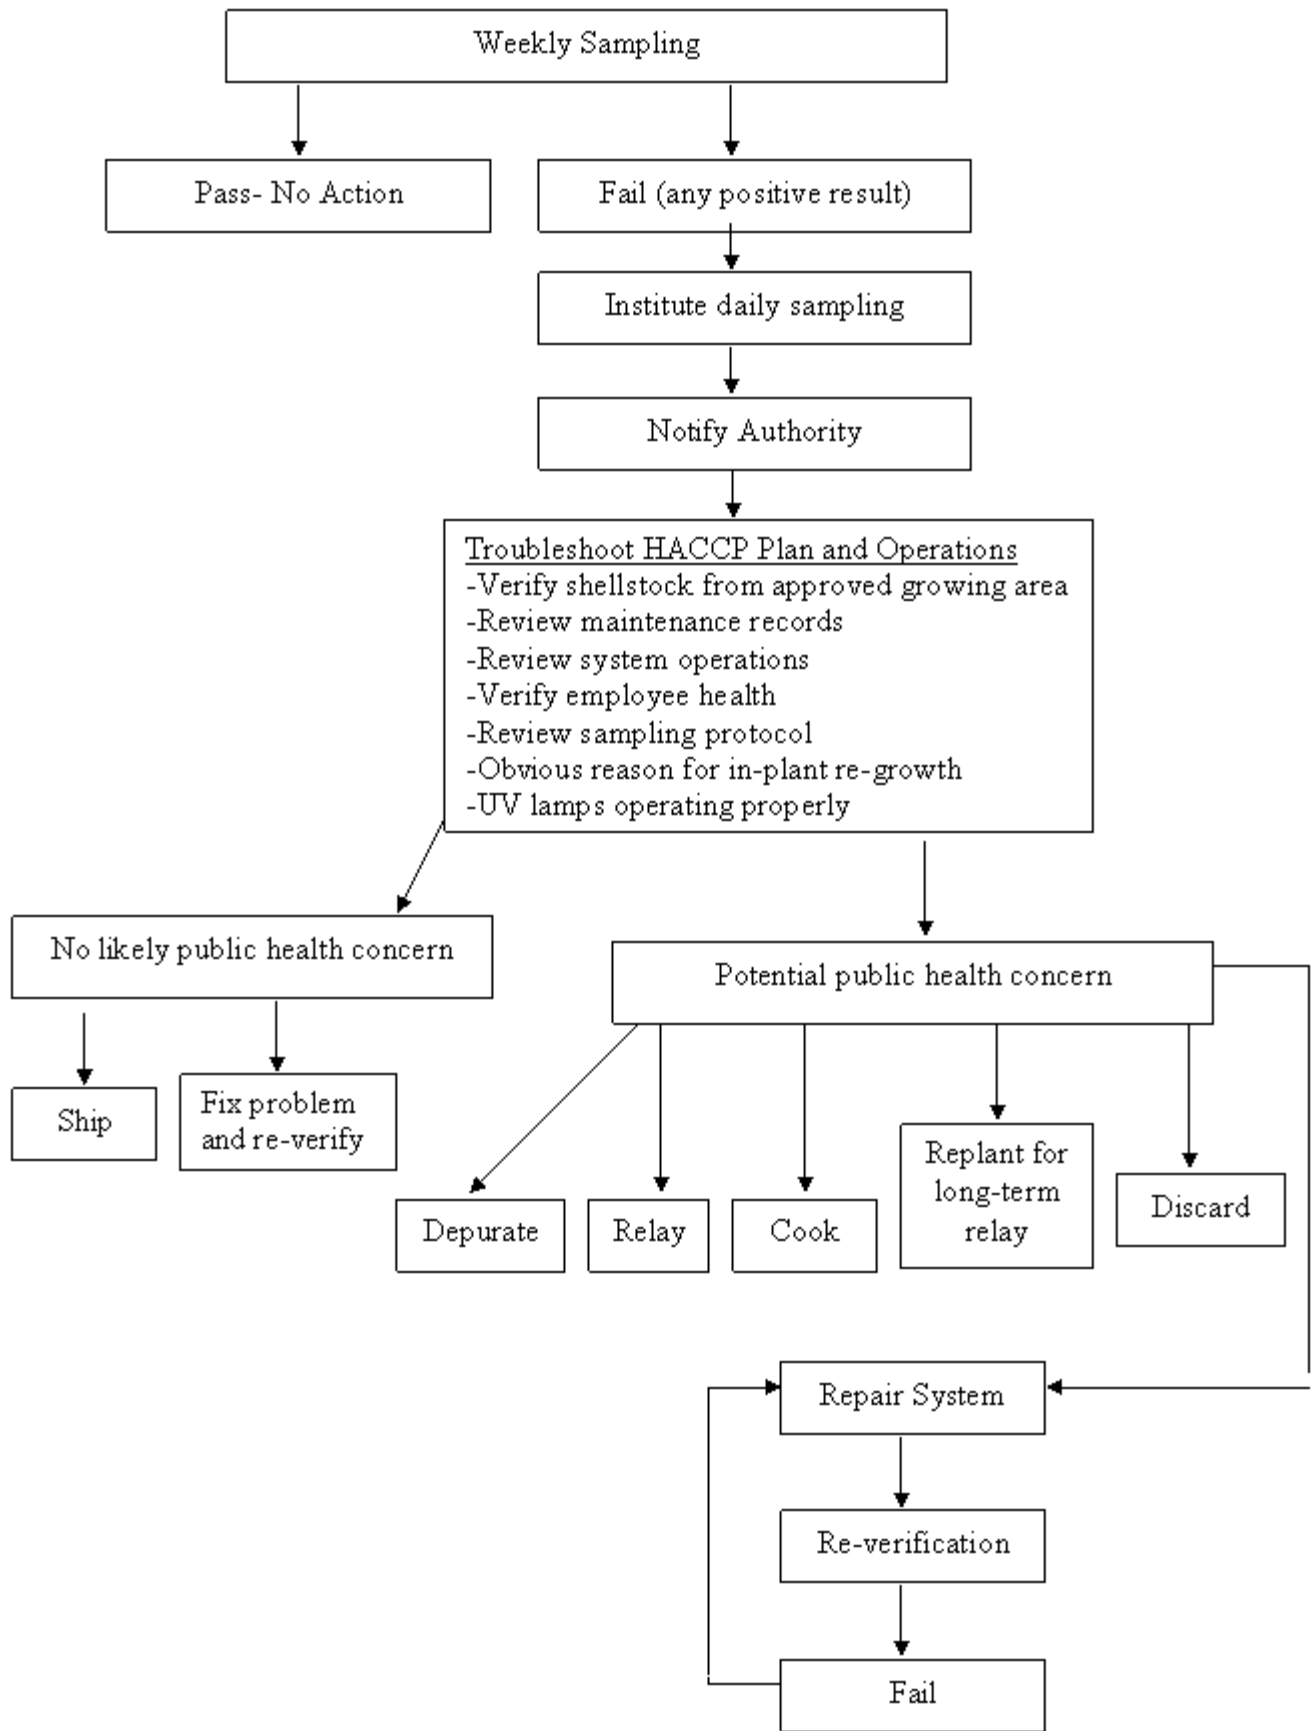 Weekly Sampling
Pass- No Action
Fail (any positive result)
Institute daily sampling
Notify Authority
Troubleshoot HACCP Plan and Operations
-Verify shellstock from approved growing area
-Review maintenance records
-Review system operations
-Verify employee health
-Review sampling protocol
-Obvious reason for in-plant re-growth
-UV lamps operating properly
No likely public health concern
Potential public health concern
Ship
Fix problem
and re-verify
Depurate
Relay
Cook
Replant for
long-term
relay
Discard
Repair System
Re-verification
Fail